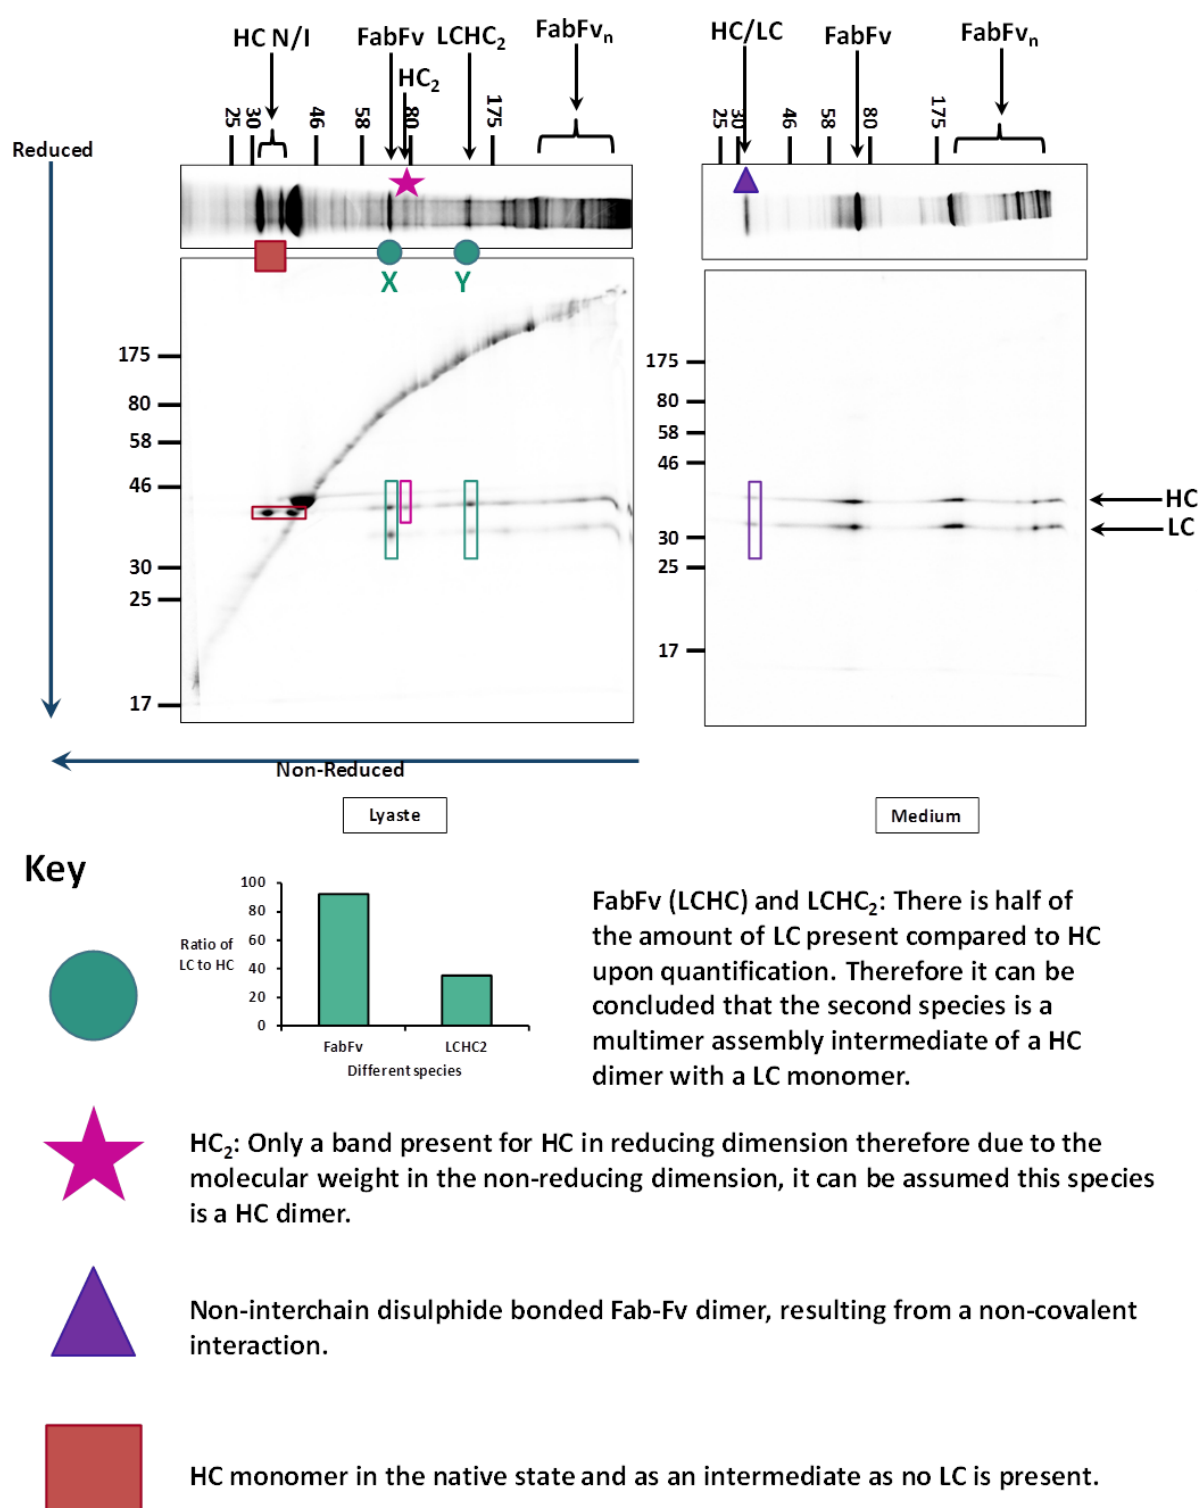 HC N/I
FabFv
LCHC2
FabFvn
HC2
25
30
46
58
80
175
HC/LC
FabFv
FabFvn
25
30
46
58
80
175
Reduced
X
Y
175
80
58
46
30
25
17
175
80
58
46
30
25
17
HC
LC
Non-Reduced
Lyaste
Medium
Key
100
80
60
40
20
0
Ratio of
LC to HC
FabFv
LCHC2
Different species
FabFv (LCHC) and LCHC2: There is half of
the amount of LC present compared to HC
upon quantification. Therefore it can be
concluded that the second species is a
multimer assembly intermediate of a HC
dimer with a LC monomer.
HC2: Only a band present for HC in reducing dimension therefore due to the
molecular weight in the non-reducing dimension, it can be assumed this species
is a HC dimer.
Non-interchain disulphide bonded Fab-Fv dimer, resulting from a non-covalent
interaction.
HC monomer in the native state and as an intermediate as no LC is present.